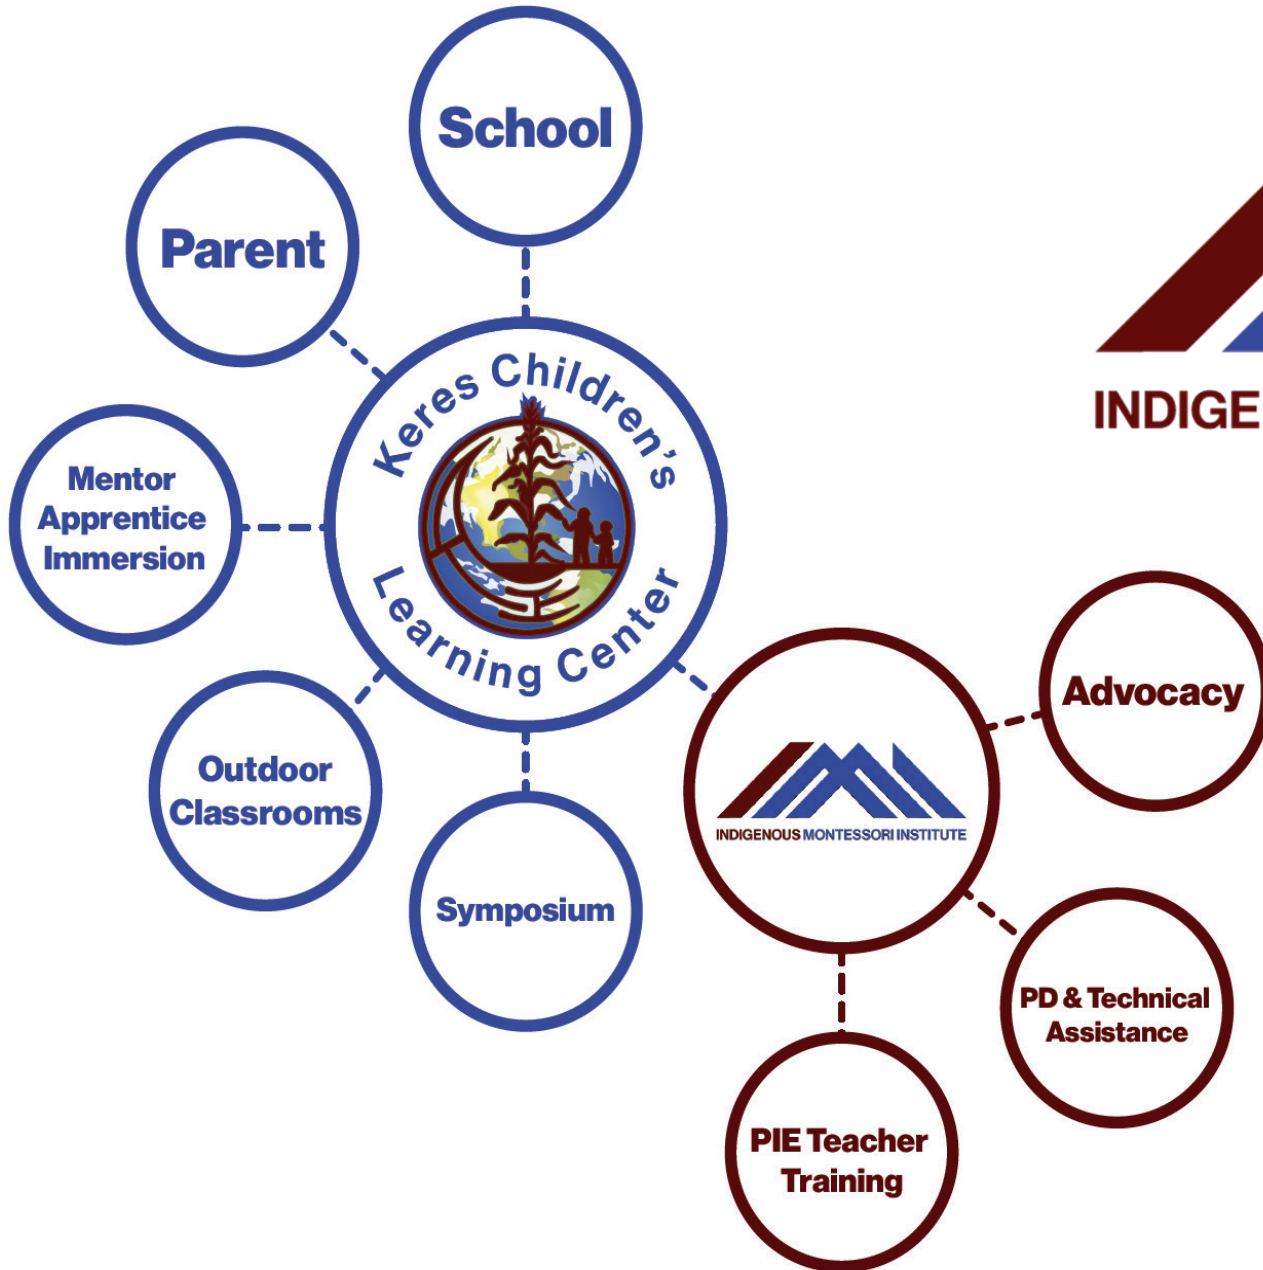 School
Parent
Keres Children's
Learning Center
Mentor
Apprentice
Immersion
INDIGE
Outdoor
Classrooms
Symposium
INDIGENOUS MONTESSORI INSTITUTE
Advocacy
PD & Technical
Assistance
PIE Teacher
Training